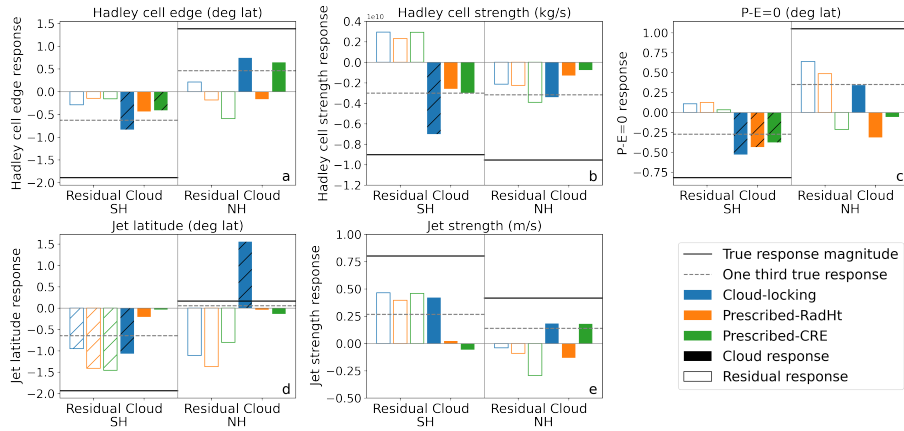 Hadley cell edge (deg lat)
Hadley cell edge response
1.5
1.0
0.5
0.0
−0.5
−1.0
−1.5
−2.0
a
Residual Cloud Residual Cloud
SH NH
Hadley cell strength (kg/s)
1e10
Hadley cell strength response
0.4
0.2
0.0
−0.2
−0.4
−0.6
−0.8
−1.0
−1.2
b
Residual Cloud Residual Cloud
SH NH
P-E=0 (deg lat)
P-E=0 response
1.00
0.75
0.50
0.25
0.00
−0.25
−0.50
−0.75
c
Residual Cloud Residual Cloud
SH NH
Jet latitude (deg lat)
Jet latitude response
1.5
1.0
0.5
0.0
−0.5
−1.0
−1.5
−2.0
d
Residual Cloud Residual Cloud
SH NH
Jet strength (m/s)
Jet strength response
1.00
0.75
0.50
0.25
0.00
−0.25
−0.50
e
Residual Cloud Residual Cloud
SH NH
True response magnitude
One third true response
Cloud-locking
Prescribed-RadHt
Prescribed-CRE
Cloud response
Residual response